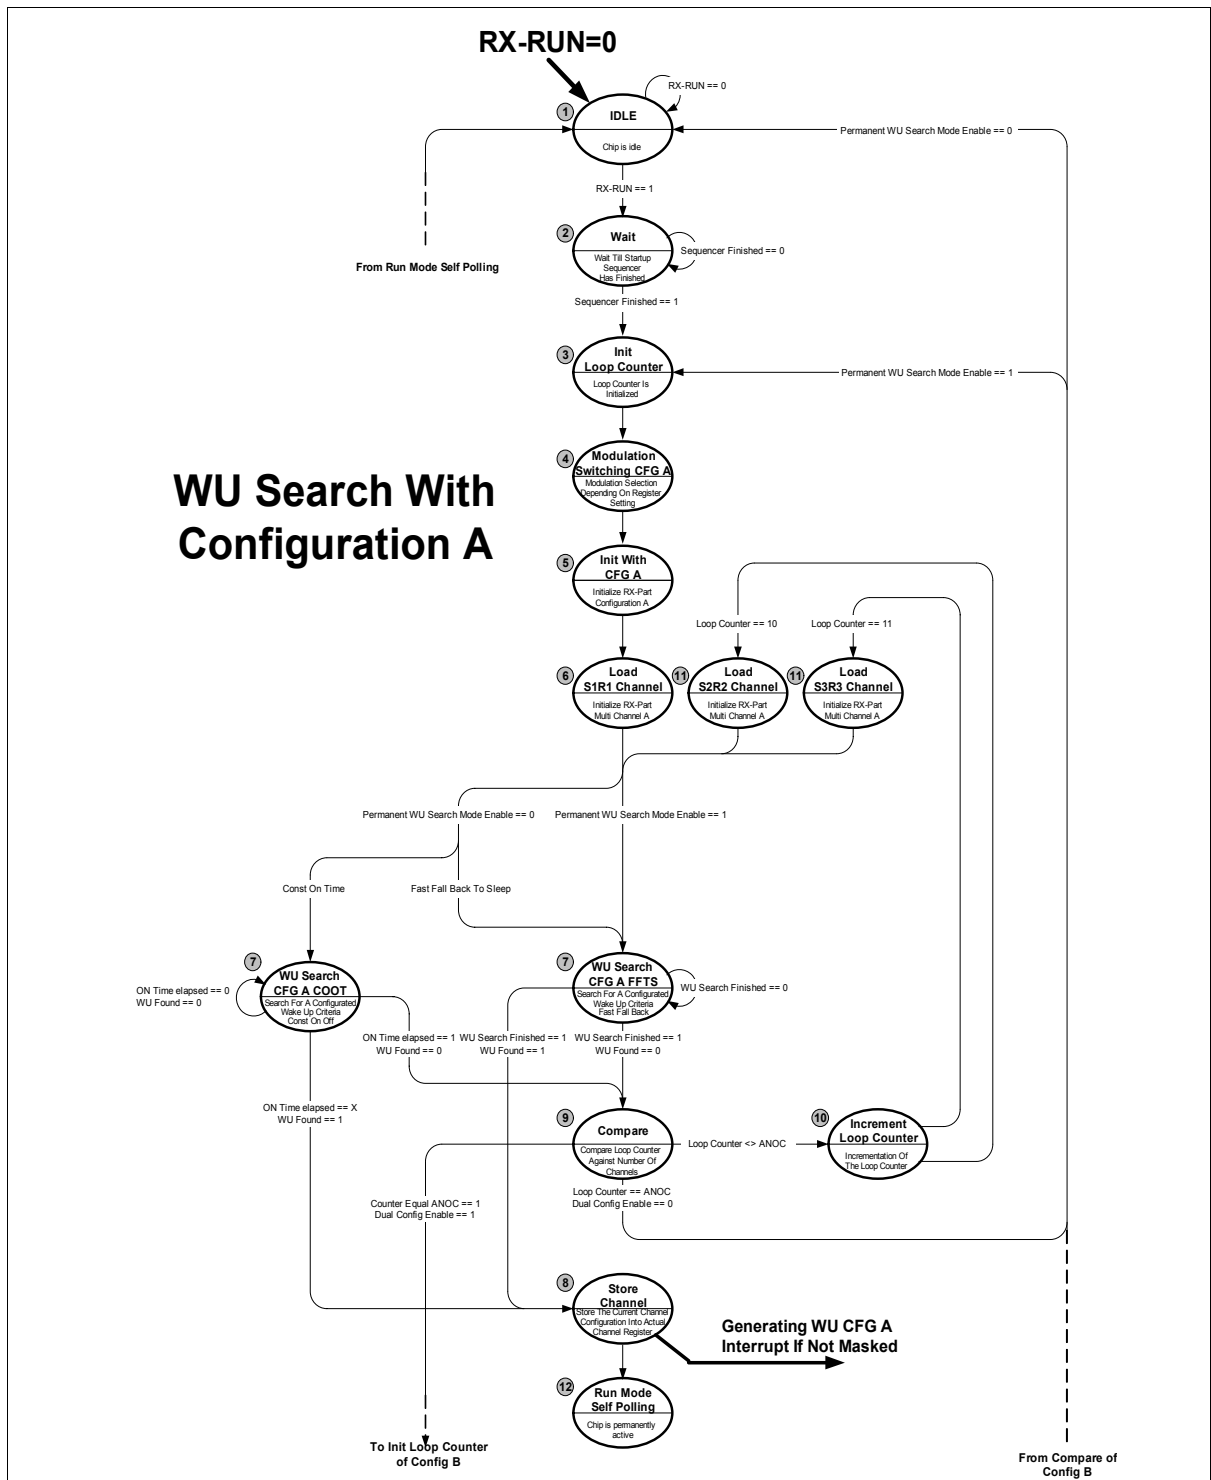 RX-RUN=0
RX-RUN == 0
1
IDLE
Chip is idle
Permanent WU Search Mode Enable == 0
RX-RUN == 1
2
Wait
Wait Till Startup
Sequencer
Has Finished
Sequencer Finished == 0
From Run Mode Self Polling
Sequencer Finished == 1
3
Init
Loop Counter
Loop Counter Is
Initialized
Permanent WU Search Mode Enable == 1
WU Search With
Configuration A
4
Modulation
Switching CFG A
Modulation Selection
Depending On Register
Setting
5
Init With
CFG A
Initialize RX-Part
Configuration A
Loop Counter == 10
Loop Counter == 11
6
Load
S1R1 Channel
Initialize RX-Part
Multi Channel A
11
Load
S2R2 Channel
Initialize RX-Part
Multi Channel A
11
Load
S3R3 Channel
Initialize RX-Part
Multi Channel A
Permanent WU Search Mode Enable == 0
Permanent WU Search Mode Enable == 1
Const On Time
Fast Fall Back To Sleep
7
WU Search
CFG A COOT
Search For A Configurated
Wake Up Criteria
Const On Off
ON Time elapsed == 0
WU Found == 0
7
WU Search
CFG A FFTS
Search For A Configurated
Wake Up Criteria
Fast Fall Back
WU Search Finished == 0
ON Time elapsed == 1
WU Found == 0
WU Search Finished == 1
WU Found == 1
WU Search Finished == 1
WU Found == 0
ON Time elapsed == X
WU Found == 1
9
Compare
Compare Loop Counter
Against Number Of
Channels
Loop Counter <> ANOC
10
Increment
Loop Counter
Incrementation Of
The Loop Counter
Counter Equal ANOC == 1
Dual Config Enable == 1
Loop Counter == ANOC
Dual Config Enable == 0
8
Store
Channel
Store The Current Channel
Configuration Into Actual
Channel Register
Generating WU CFG A
Interrupt If Not Masked
12
Run Mode
Self Polling
Chip is permanently
active
To Init Loop Counter
of Config B
From Compare of
Config B